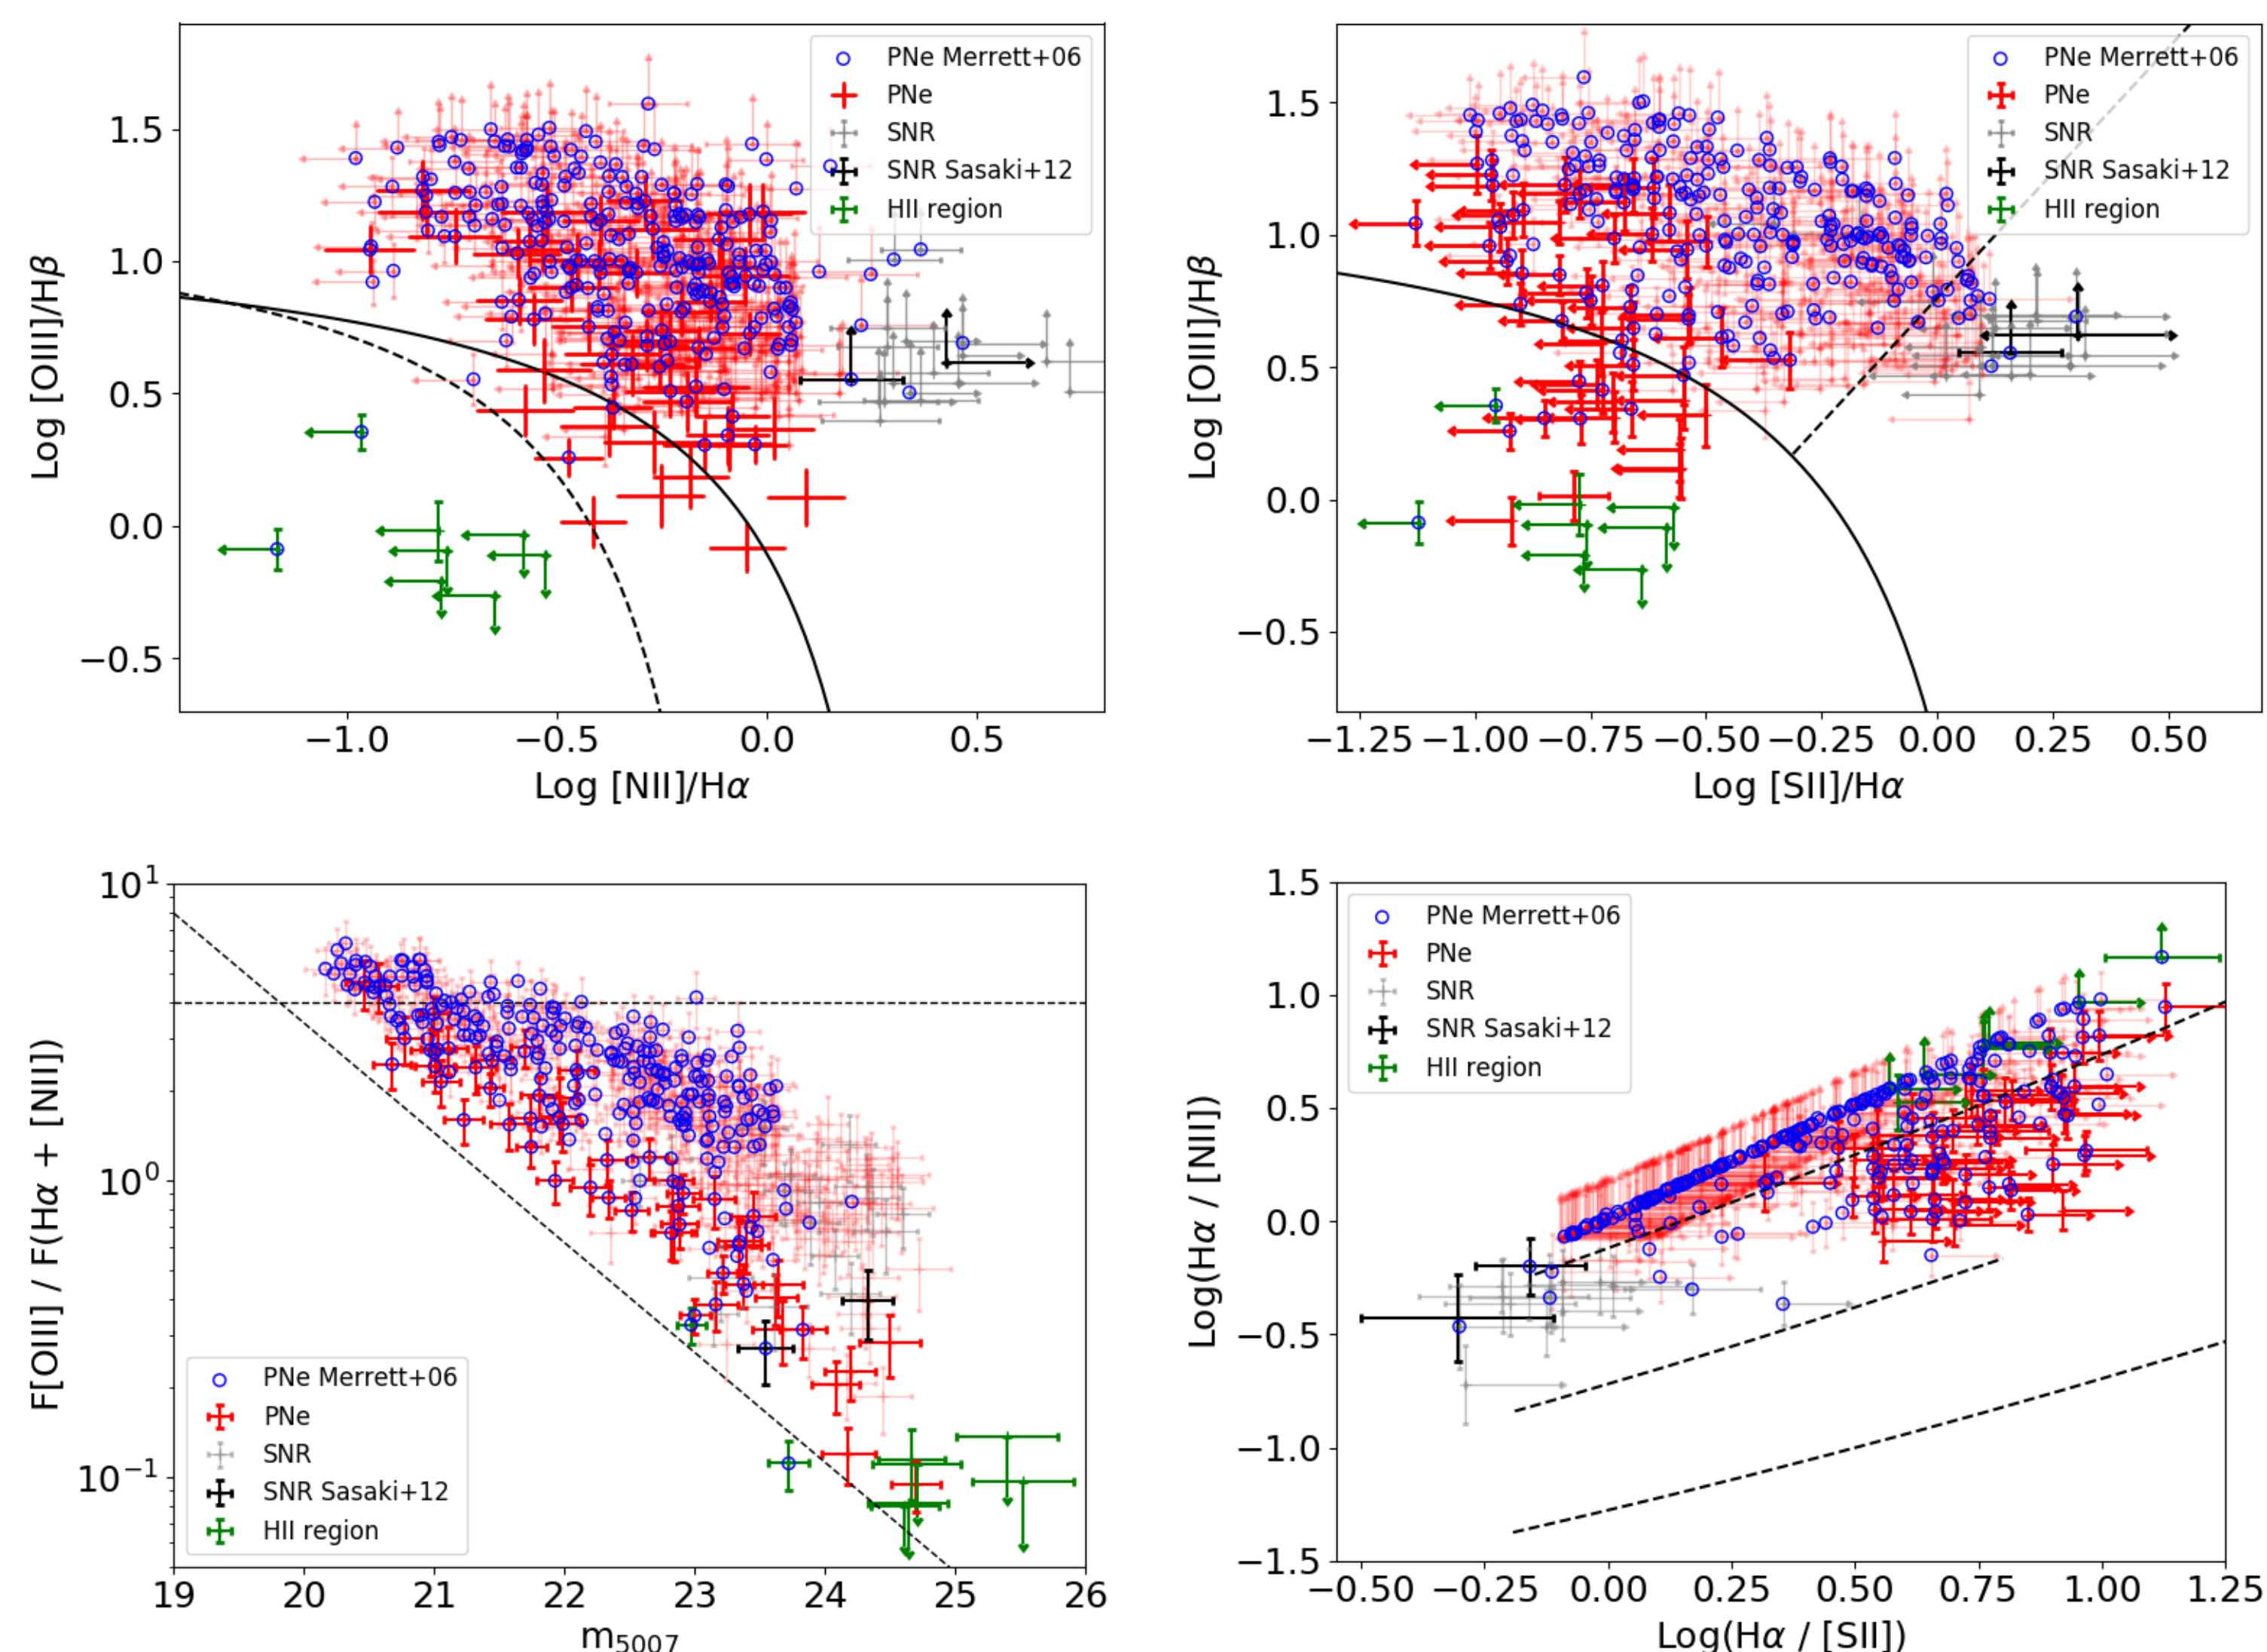 PNe Merrett+06
PNe
SNR
SNR Sasaki+12
HII region
1.5
1.0
0.5
0.0
−0.5
Log [OIII]/Hβ
−1.0
−0.5
0.0
0.5
Log [NII]/Hα
PNe Merrett+06
PNe
SNR
SNR Sasaki+12
HII region
1.5
1.0
0.5
0.0
−0.5
Log [OIII]/Hβ
−1.25 −1.00 −0.75 −0.50 −0.25 0.00 0.25 0.50
Log [SII]/Hα
10¹
10⁰
10⁻¹
F[OIII] / F(Hα + [NII])
PNe Merrett+06
PNe
SNR
SNR Sasaki+12
HII region
19 20 21 22 23 24 25 26
m₅₀₀₇
1.5
1.0
0.5
0.0
−0.5
−1.0
−1.5
Log(Hα / [NII])
PNe Merrett+06
PNe
SNR
SNR Sasaki+12
HII region
−0.50 −0.25 0.00 0.25 0.50 0.75 1.00 1.25
Log(Hα / [SII])